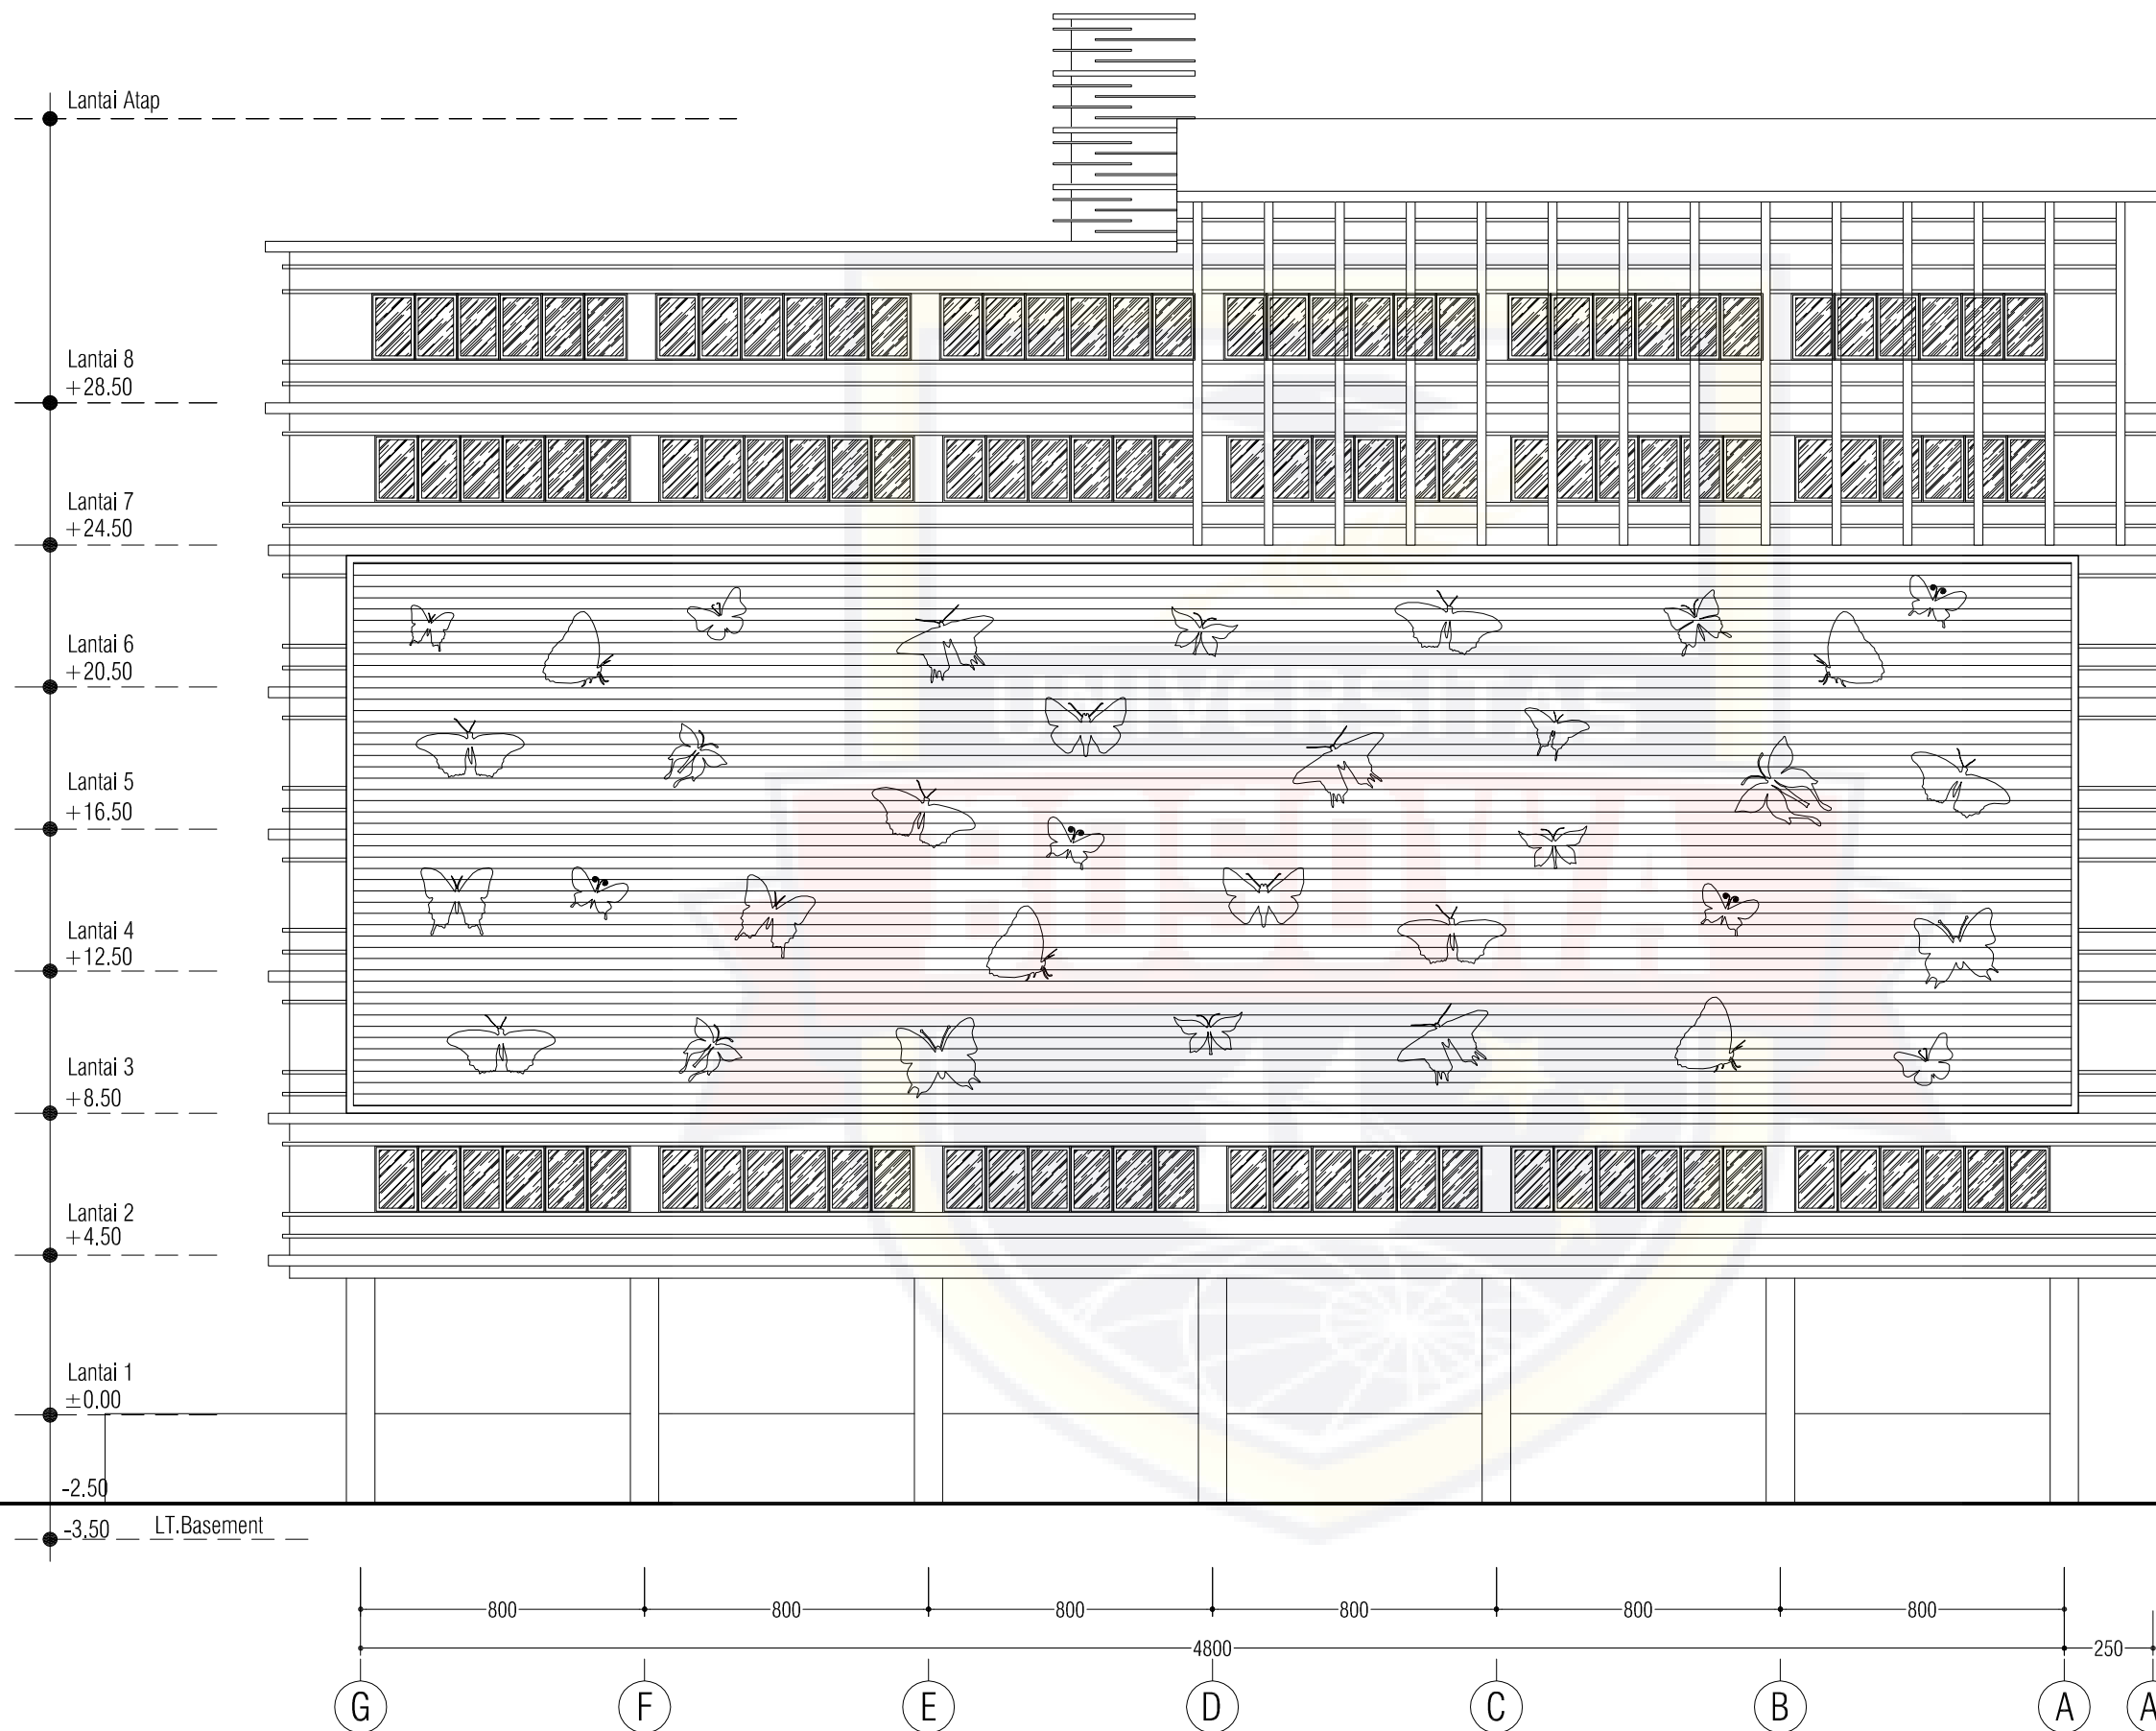 Lantai Atap
Lantai 8
+28.50
Lantai 7
+24.50
Lantai 6
+20.50
UNIVERSITAS
Lantai 5
+16.50
Lantai 4
+12.50
Lantai 3
+8.50
Lantai 2
+4.50
Lantai 1
±0.00
-2.50
-3.50 LT.Basement
800 800 800 800 800 800
4800 250
G F E D C B A A